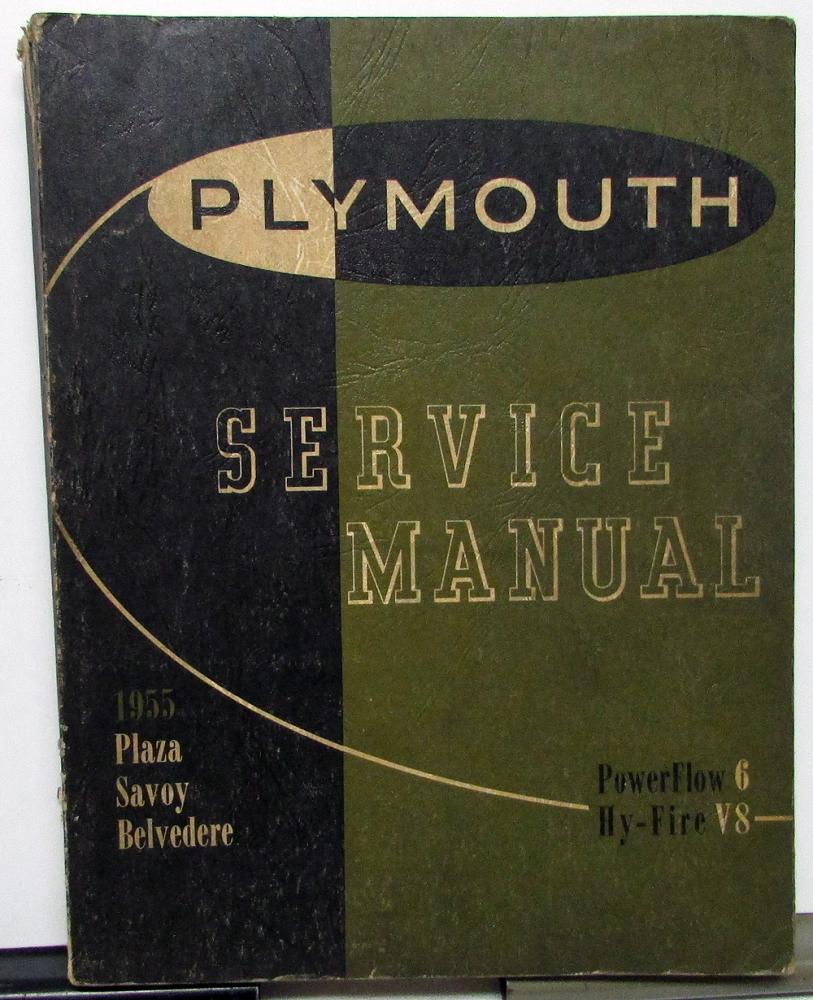 PLYMOUTH
SERVICE
MANUAL
1955
Plaza
Savoy
Belvedere
PowerFlow 6
Hy-Fire V8